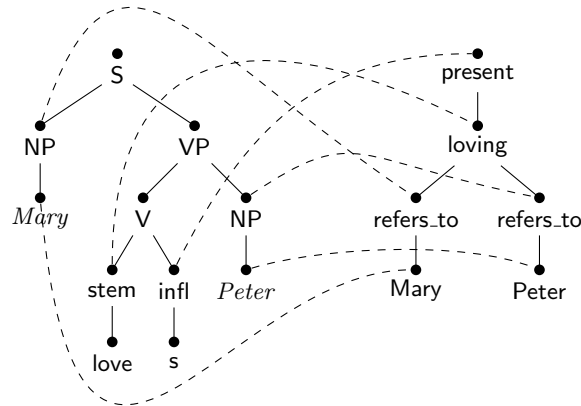 S
present
NP
VP
loving
Mary
V
NP
refers_to
refers_to
stem
infl
Peter
Mary
Peter
love
s